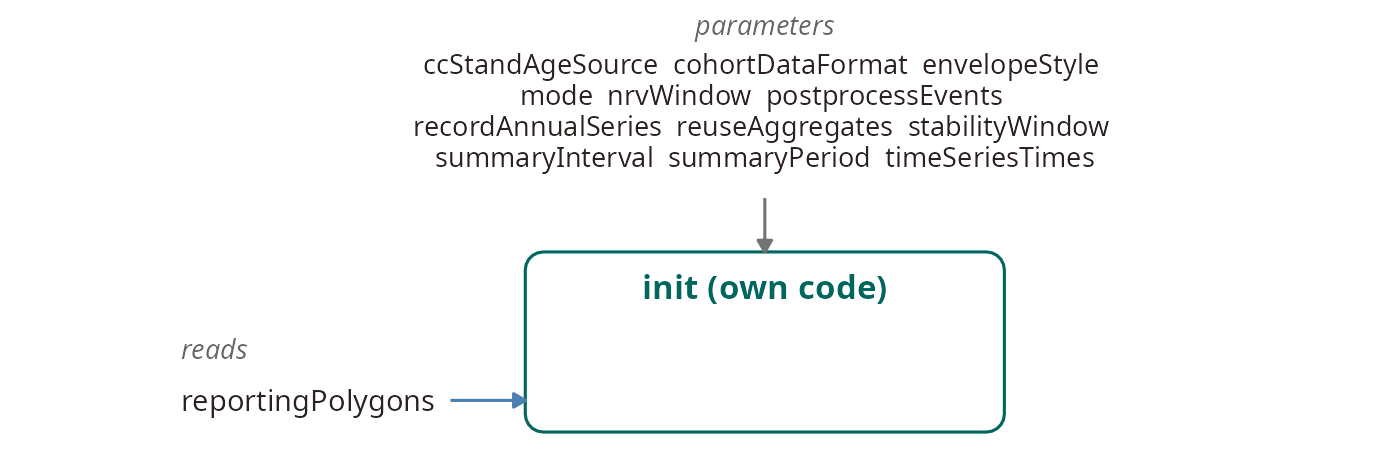 parameters
ccStandAgeSource cohortDataFormat envelopeStyle
mode nrvWindow postprocessEvents
recordAnnualSeries reuseAggregates stabilityWindow
summaryInterval summaryPeriod timeSeriesTimes
init (own code)
reads
reportingPolygons